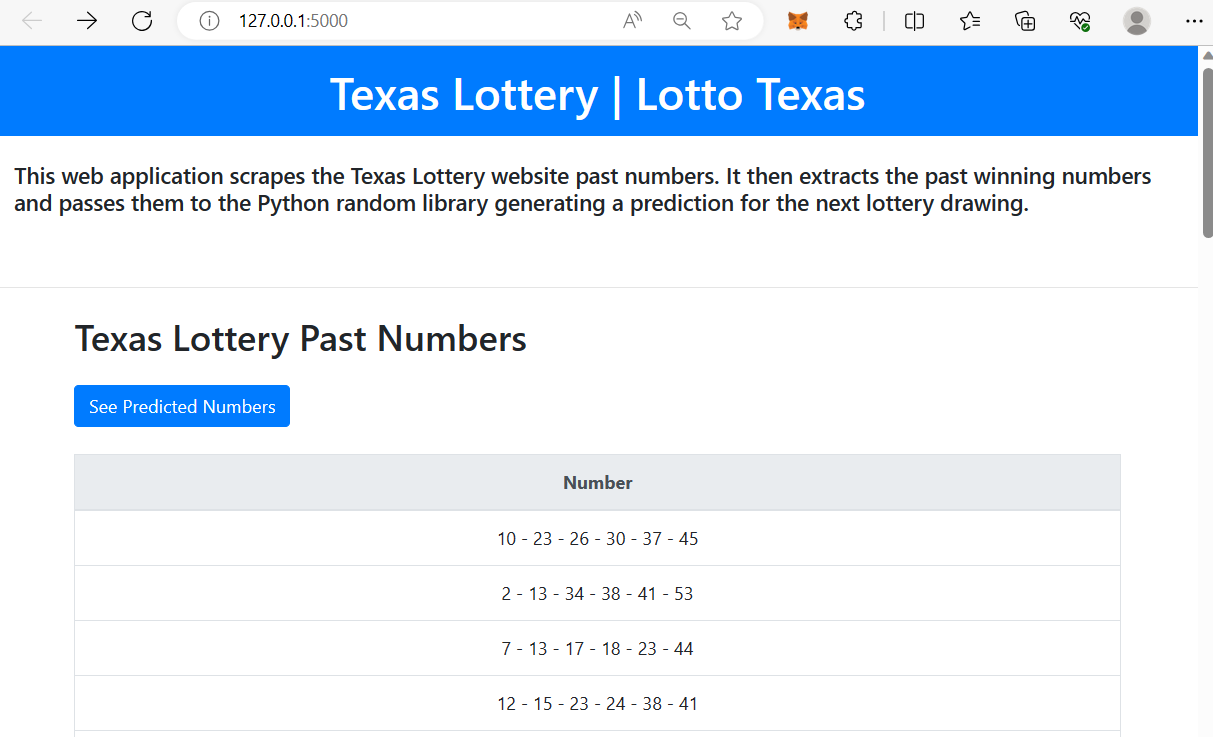 127.0.0.1:5000
Texas Lottery | Lotto Texas
This web application scrapes the Texas Lottery website past numbers. It then extracts the past winning numbers
and passes them to the Python random library generating a prediction for the next lottery drawing.
Texas Lottery Past Numbers
See Predicted Numbers
Number
10 - 23 - 26 - 30 - 37 - 45
2 - 13 - 34 - 38 - 41 - 53
7 - 13 - 17 - 18 - 23 - 44
12 - 15 - 23 - 24 - 38 - 41